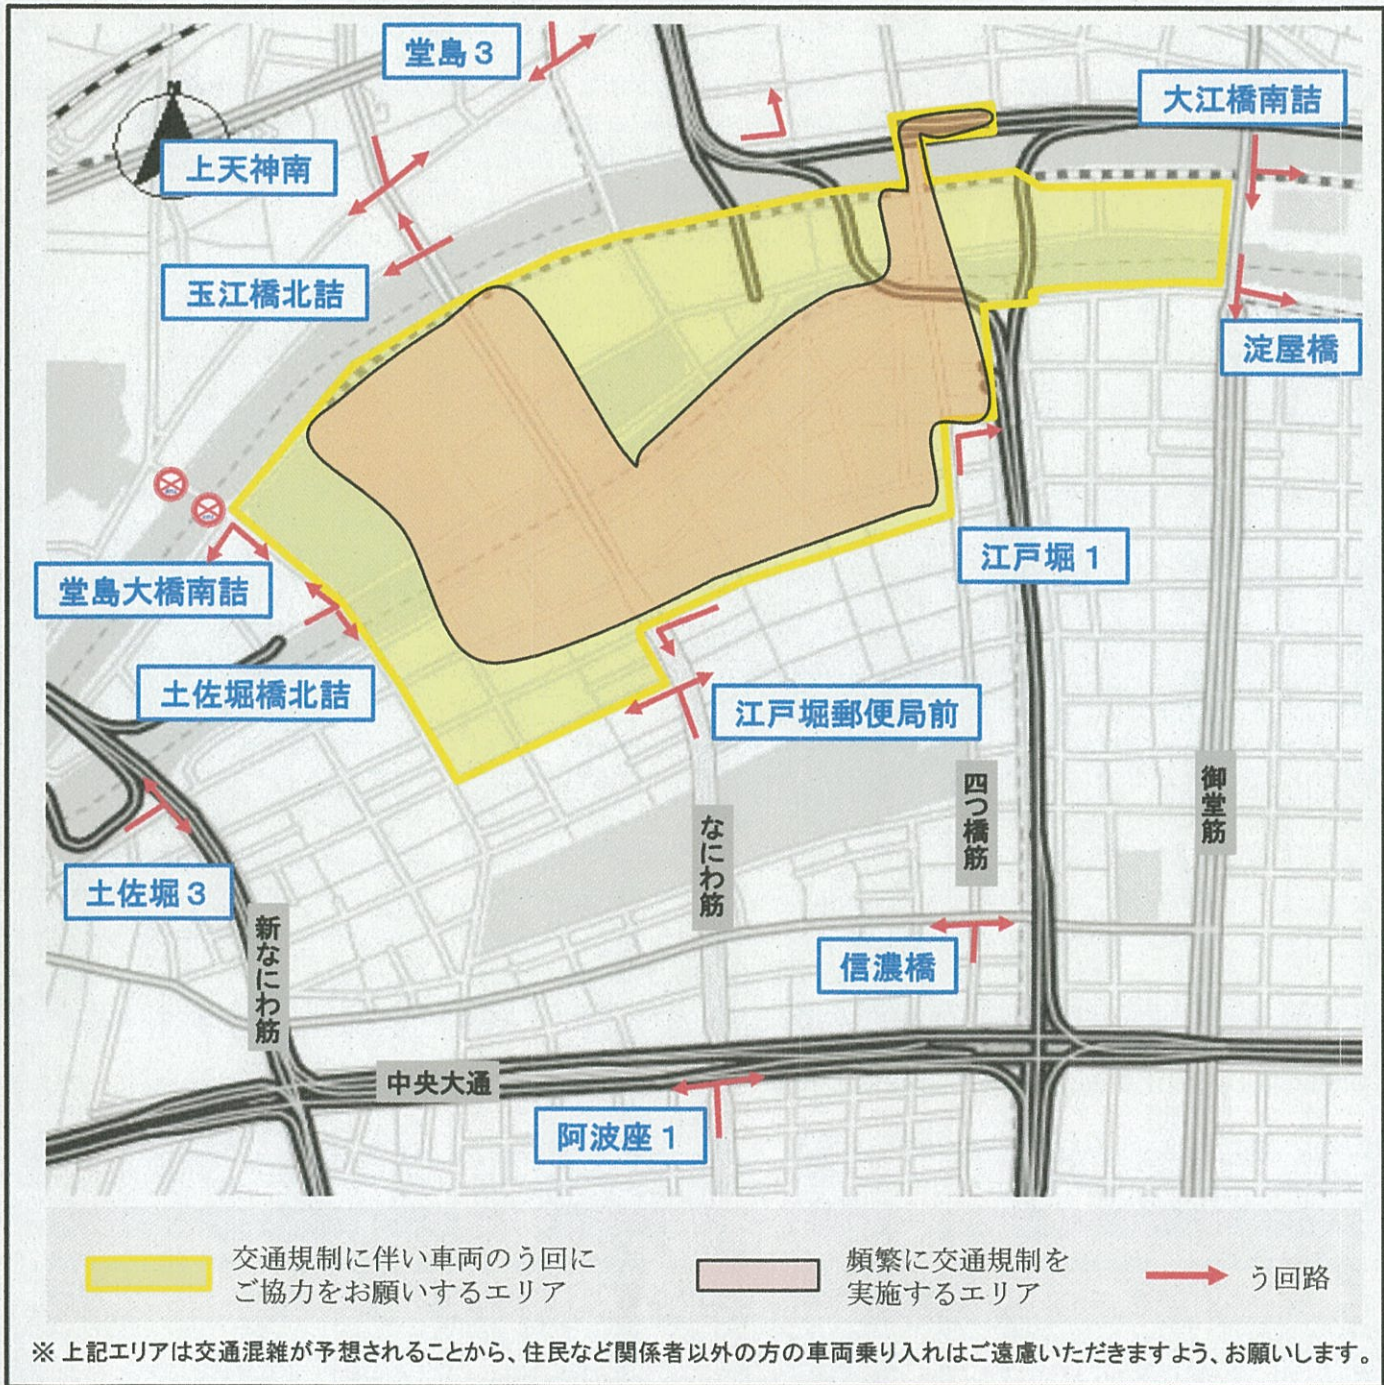 堂島3
大江橋南詰
N
上天神南
玉江橋北詰
淀屋橋
江戸堀1
堂島大橋南詰
土佐堀橋北詰
江戸堀郵便局前
土佐堀3
新なにわ筋
なにわ筋
四つ橋筋
御堂筋
信濃橋
中央大通
阿波座1
交通規制に伴い車両のう回に
ご協力をお願いするエリア
頻繁に交通規制を
実施するエリア
う回路
※ 上記エリアは交通混雑が予想されることから、住民など関係者以外の方の車両乗り入れはご遠慮いただきますよう、お願いします。